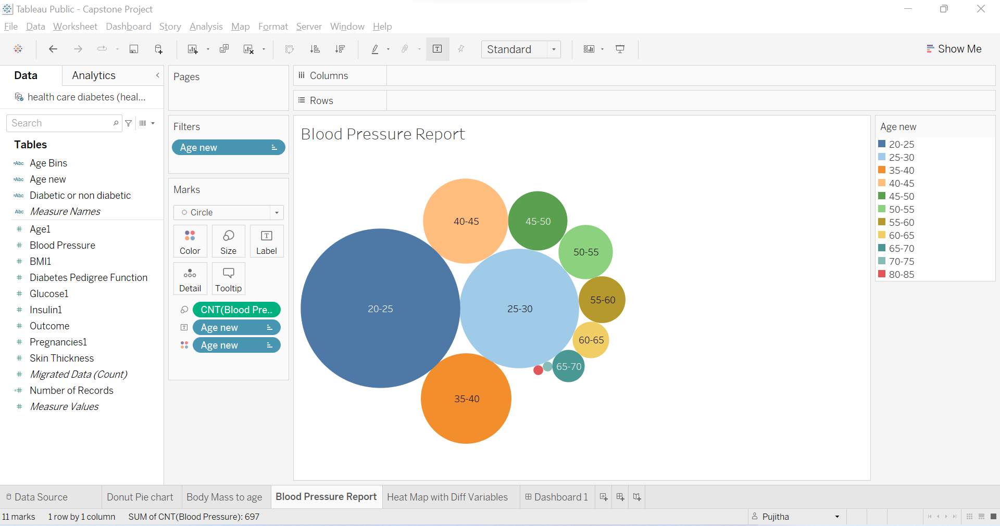 Tableau Public - Capstone Project
File Data Worksheet Dashboard Story Analysis Map Format Server Window Help
Standard
Show Me
Data Analytics
health care diabetes (heal...
Search
Tables
Abc Age Bins
Abc Age new
Abc Diabetic or non diabetic
Abc Measure Names
Age1
Blood Pressure
BMI1
Diabetes Pedigree Function
Glucose1
Insulin1
Outcome
Pregnancies1
Skin Thickness
Migrated Data (Count)
Number of Records
Measure Values
Pages
Filters
Age new
Marks
Circle
Color Size Label
Detail Tooltip
CNT(Blood Pre..
Age new
Age new
Columns
Rows
Blood Pressure Report
40-45
45-50
50-55
20-25
25-30
55-60
60-65
65-70
35-40
Age new
20-25
25-30
35-40
40-45
45-50
50-55
55-60
60-65
65-70
70-75
80-85
Data Source Donut Pie chart Body Mass to age Blood Pressure Report Heat Map with Diff Variables Dashboard 1
11 marks 1 row by 1 column SUM of CNT(Blood Pressure): 697 Pujitha